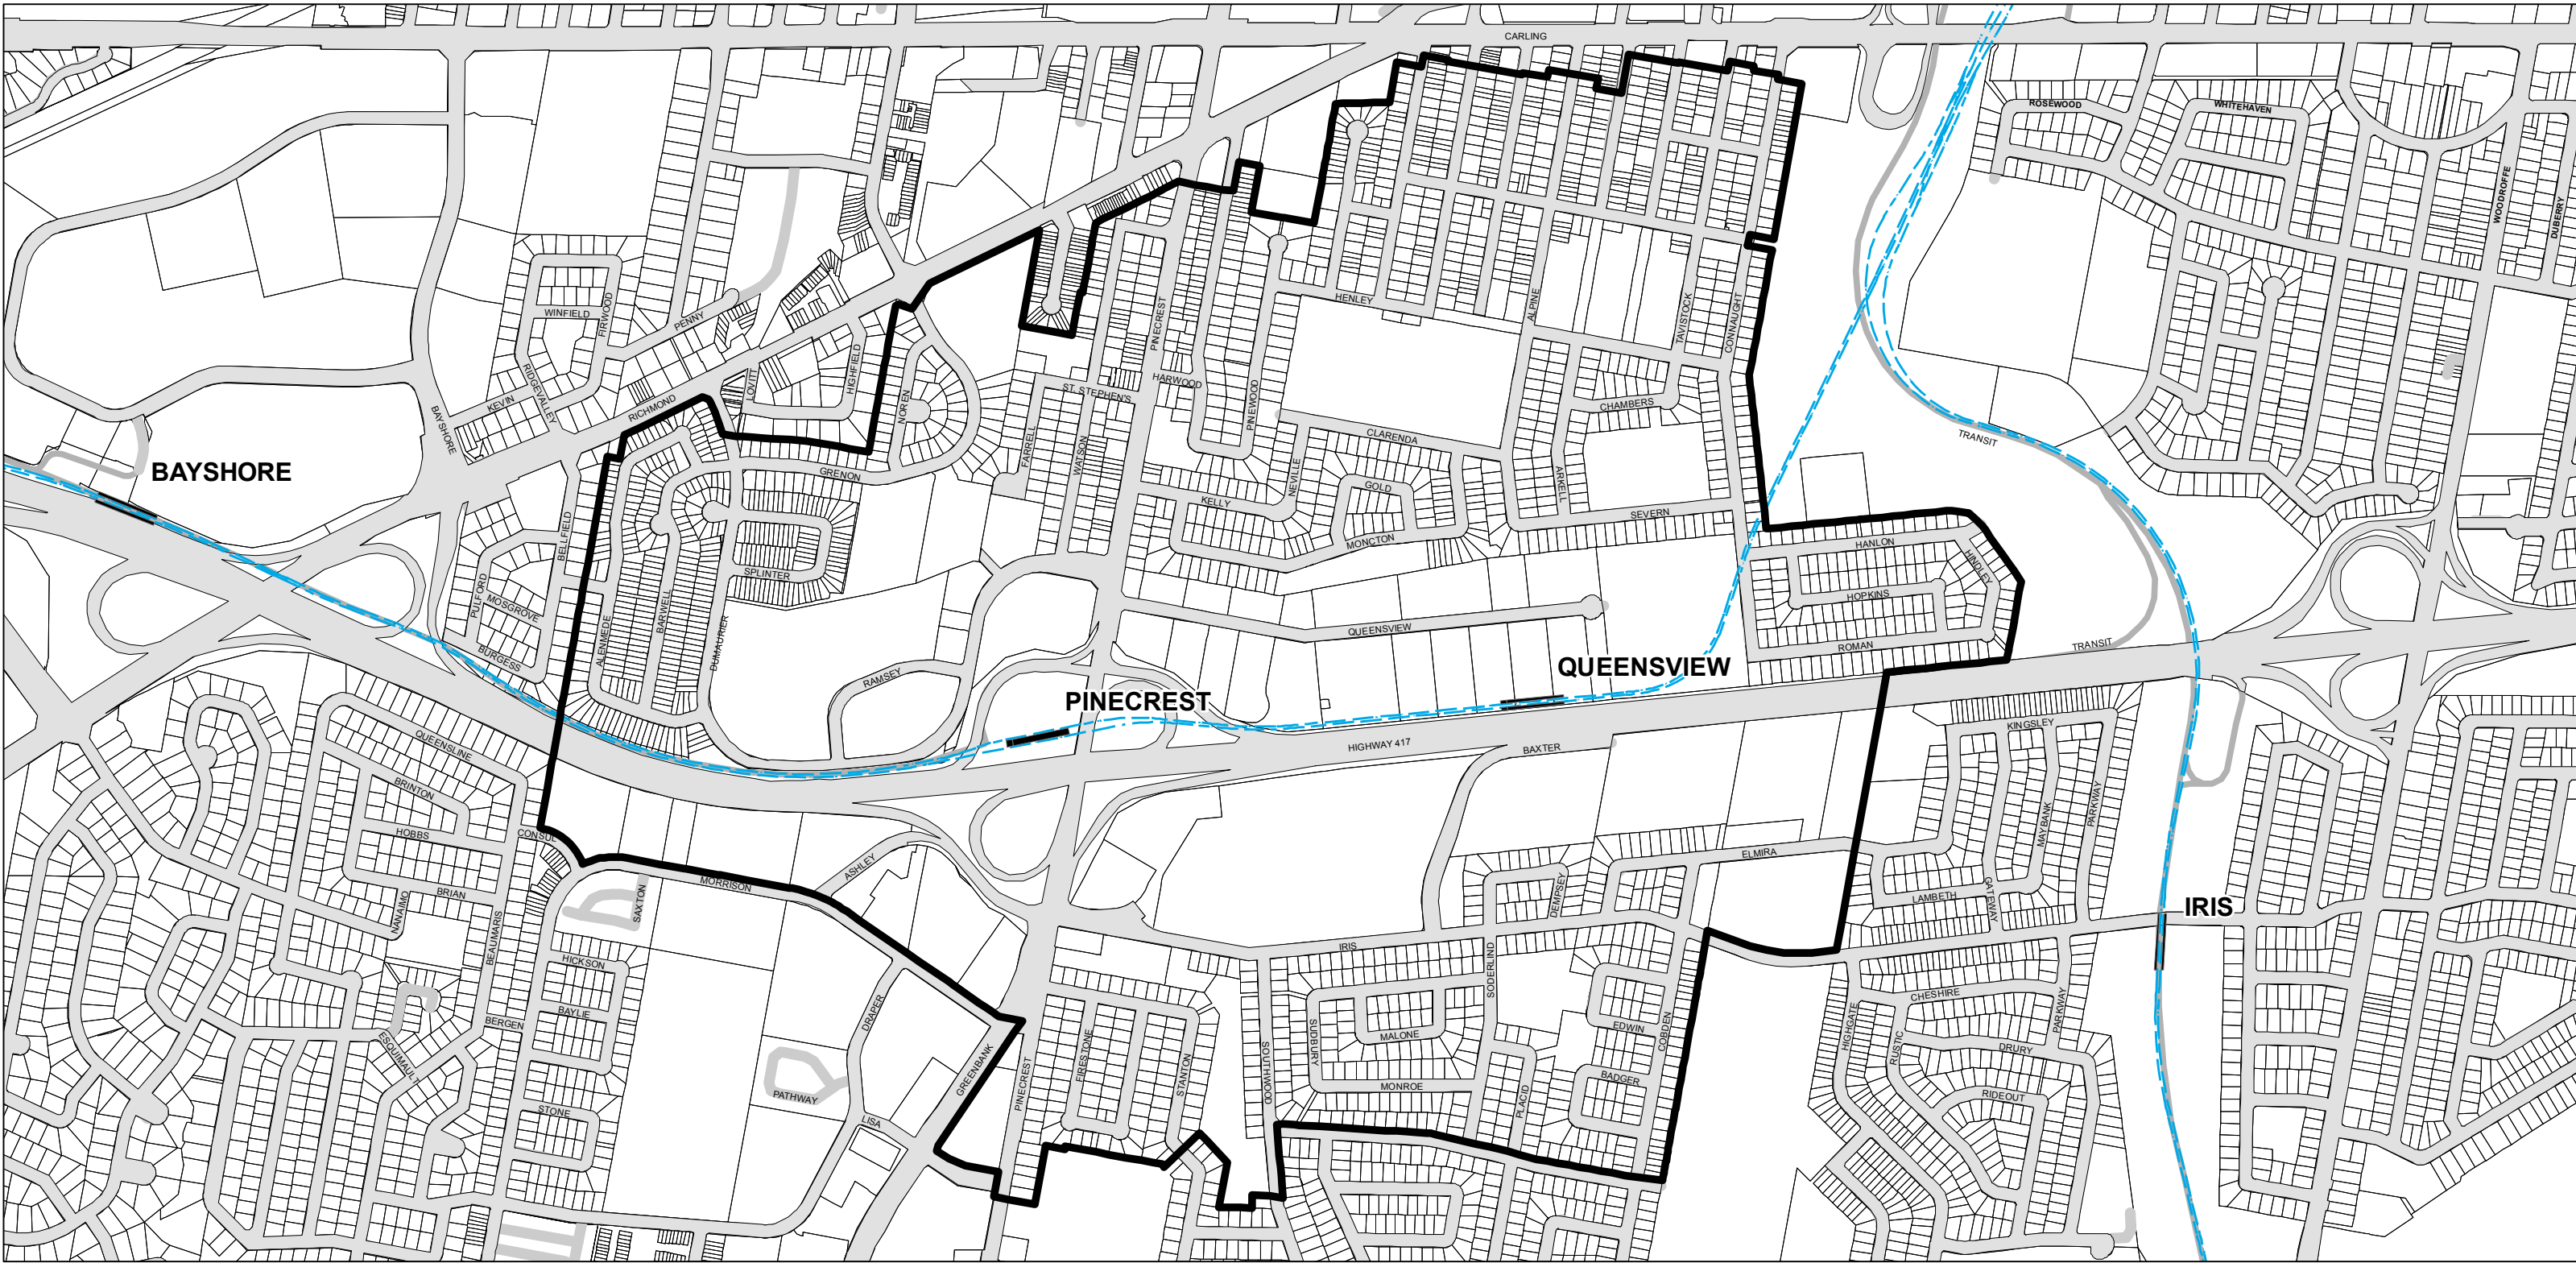 CARLING
ROSEWOOD
WHITEHAVEN
WOODROFFE
DUBERRY
WINFIELD
FIRWOOD
PENNY
HENLEY
ALPINE
TAVISTOCK
CONNAUGHT
PINECREST
RIDGEVALLEY
KEVIN
BAYSHORE
RICHMOND
LOVITT
HIGHFIELD
NOREN
ST. STEPHEN'S
HARWOOD
PINEWOOD
CHAMBERS
CLARENDA
TRANSIT
BAYSHORE
GRENON
FARRELL
WATSON
NEVILLE
GOLD
ARKELL
KELLY
SEVERN
MONCTON
BELLFIELD
HANLON
HINDLEY
SPLINTER
PULFORD
MOSGROVE
HOPKINS
BARWELL
ALENMEDE
DUMAURIER
QUEENSVIEW
ROMAN
TRANSIT
BURGESS
QUEENSVIEW
RAMSEY
PINECREST
QUEENSLINE
HIGHWAY 417
BAXTER
KINGSLEY
BRINTON
PARKWAY
MAYBANK
HOBBS
CONSUL
ELMIRA
ASHLEY
MORRISON
BRIAN
NANAIMO
SAXTON
DEMPSEY
LAMBETH
GATEWAY
IRIS
BEAUMARIS
IRIS
HICKSON
SODERLIND
CHESHIRE
PARKWAY
BAYLIE
BERGEN
DRAPER
ESQUIMAULT
EDWIN
COBDEN
MALONE
SUDBURY
HIGHGATE
RUSTIC
DRURY
GREENBANK
PINECREST
FIRESTONE
STANTON
SOUTHWOOD
MONROE
BADGER
PLACID
RIDEOUT
PATHWAY
STONE
LISA